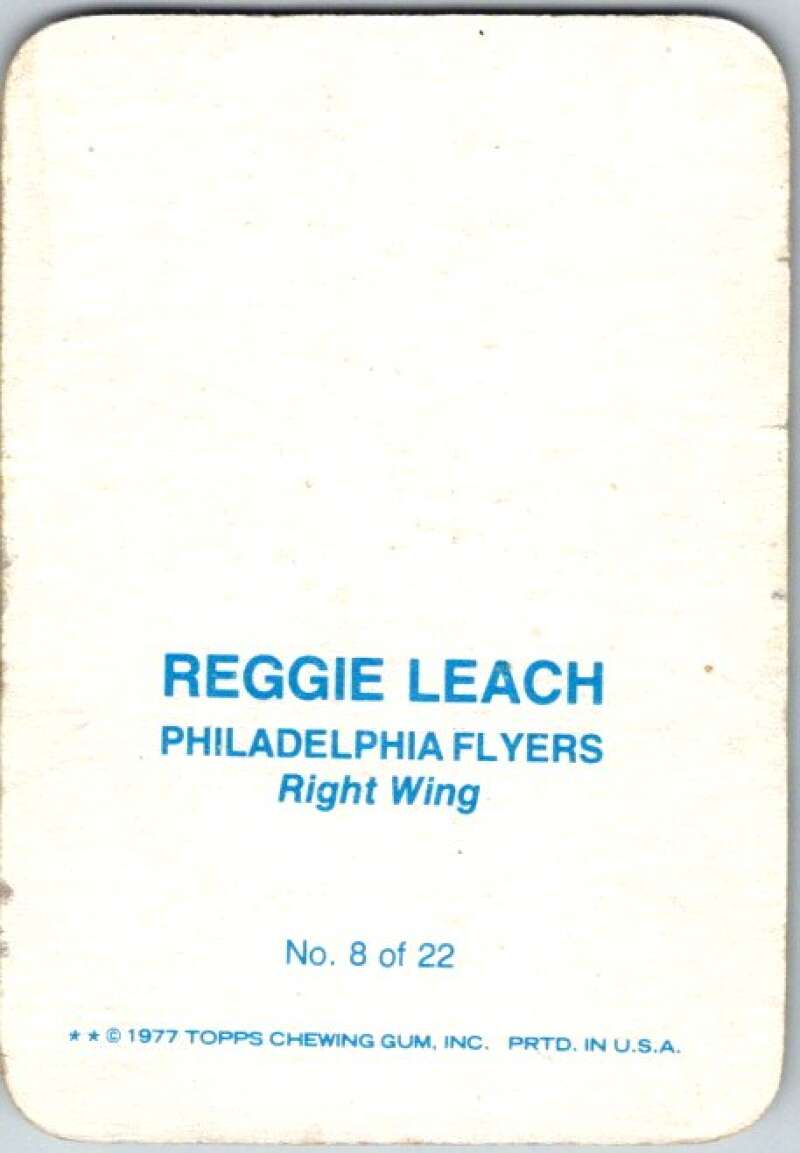 REGGIE LEACH
PHILADELPHIA FLYERS
Right Wing
No. 8 of 22
★ ★ © 1977 TOPPS CHEWING GUM, INC. PRTD. IN U.S.A.